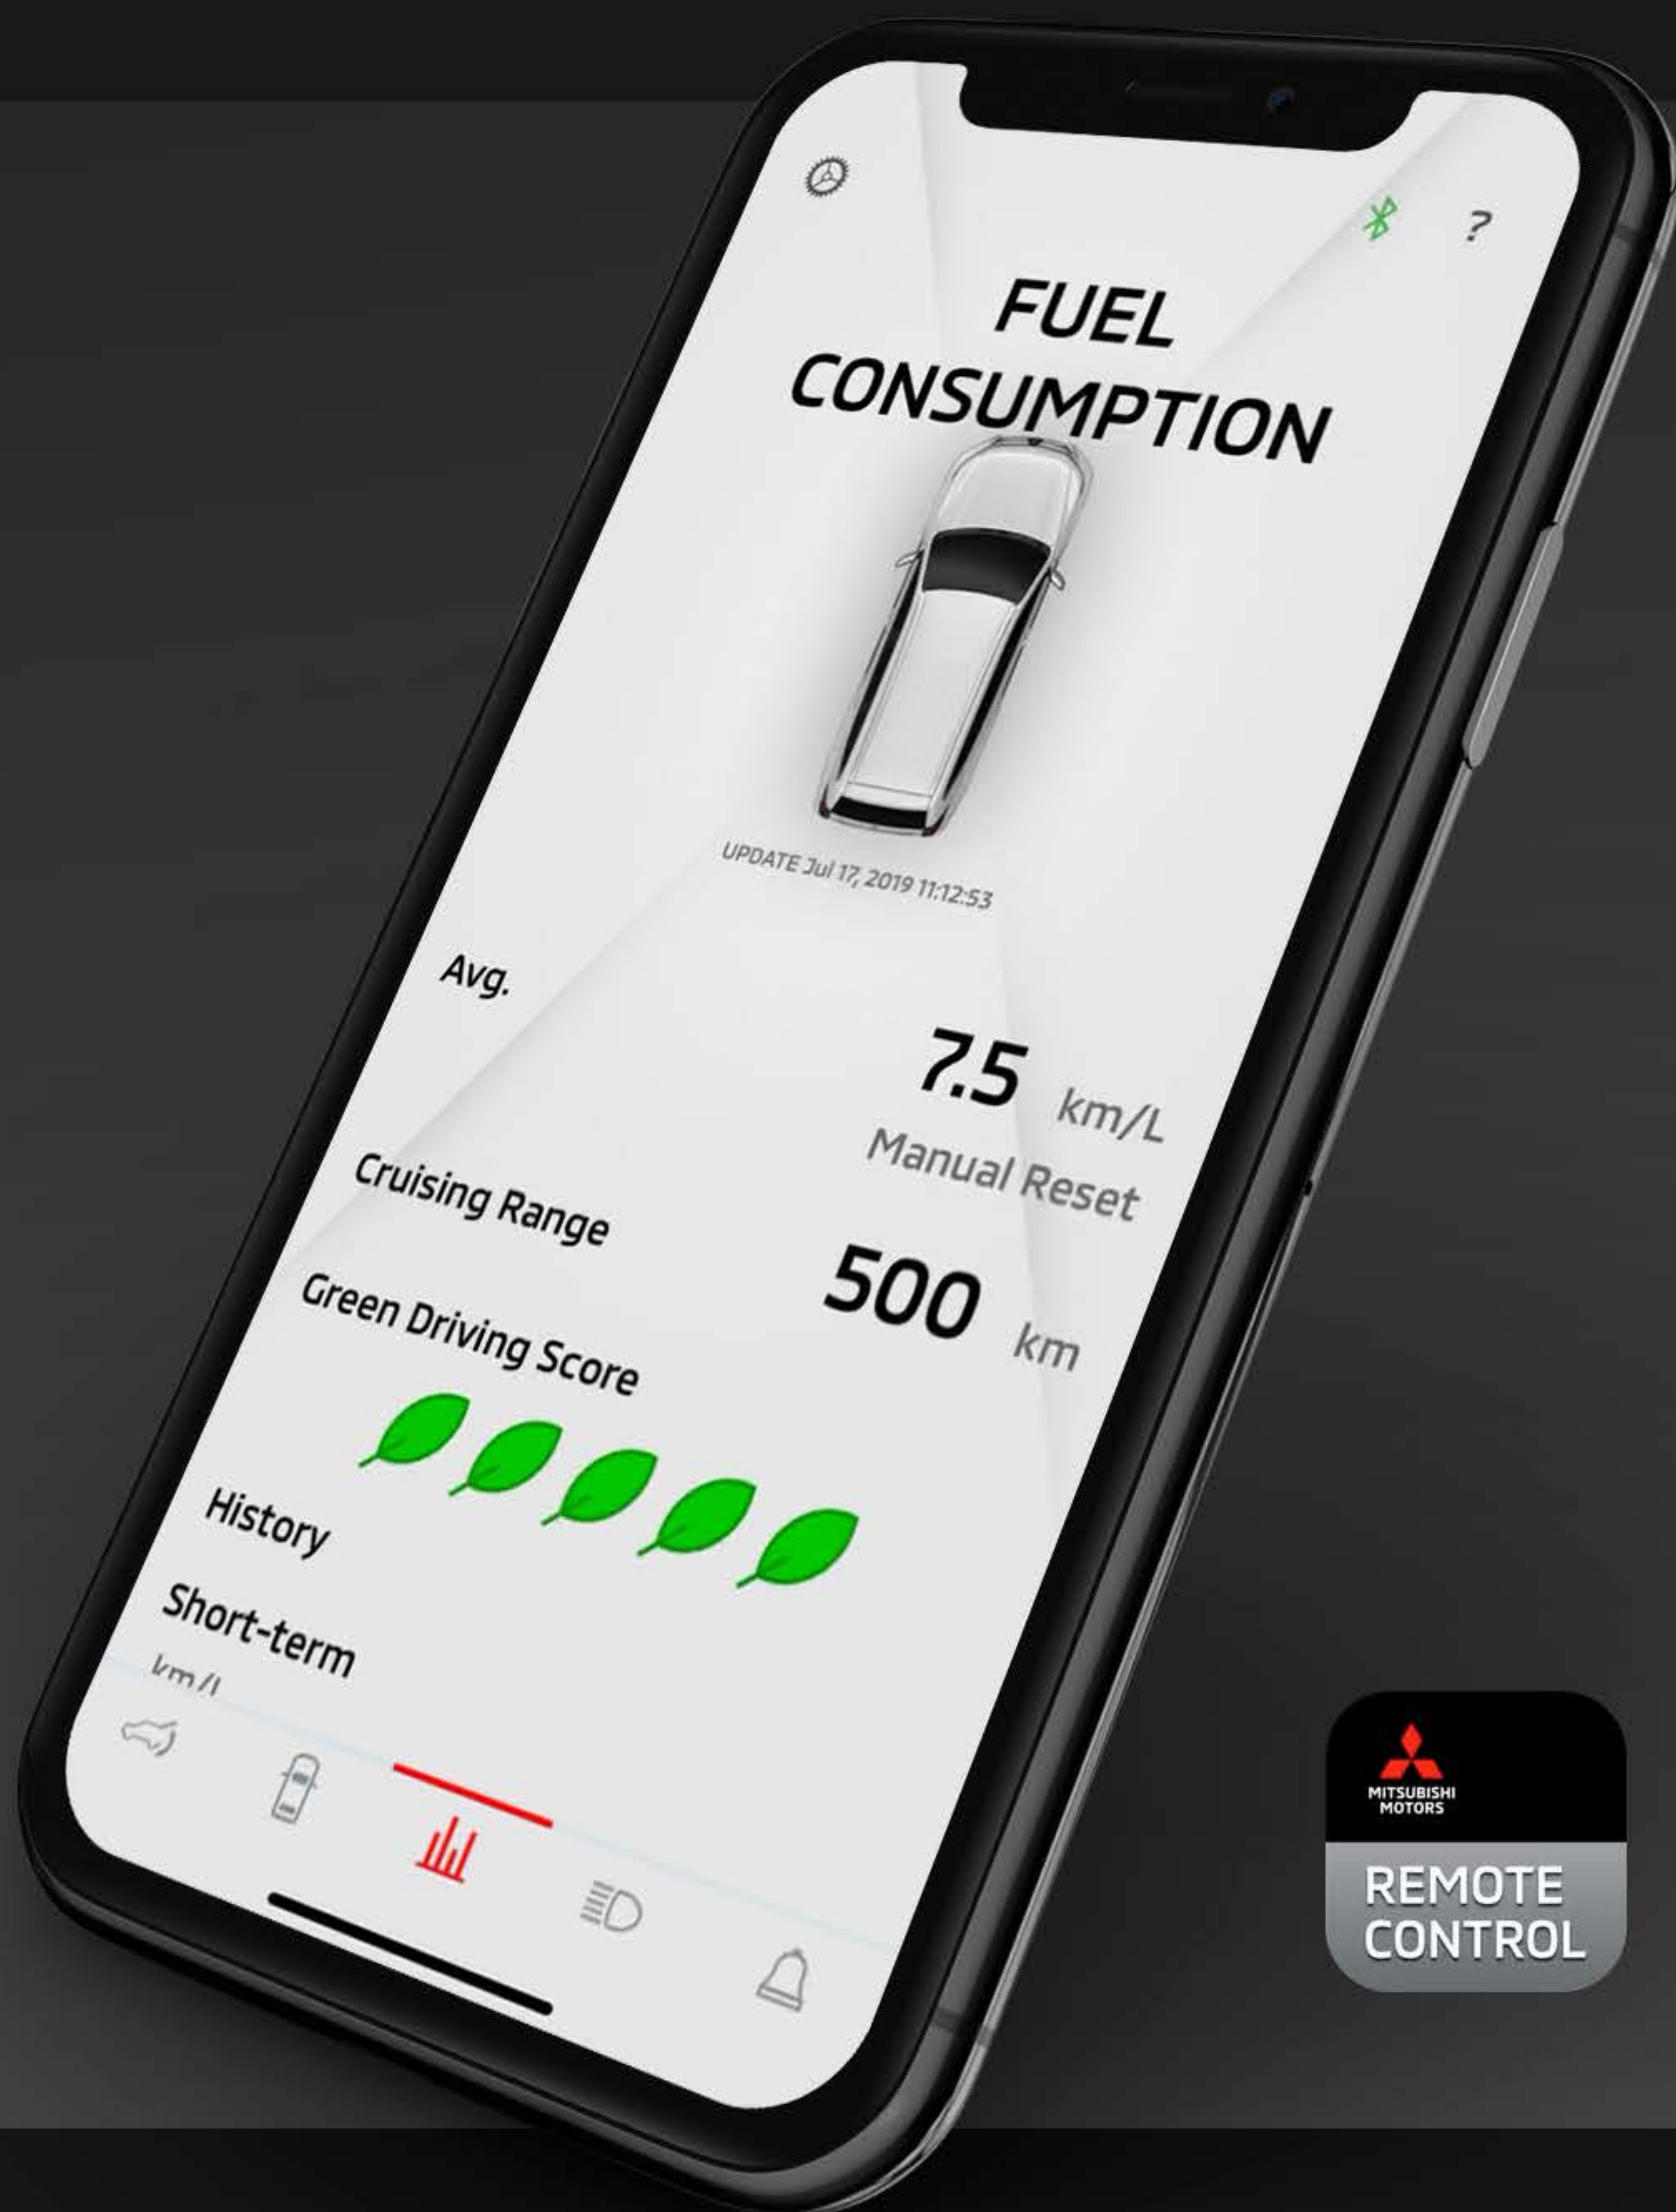 ?
FUEL
CONSUMPTION
UPDATE Jul 17, 2019 11:12:53
Avg.
7.5 km/L
Manual Reset
Cruising Range
500 km
Green Driving Score
History
Short-term
km/L
MITSUBISHI
MOTORS
REMOTE
CONTROL